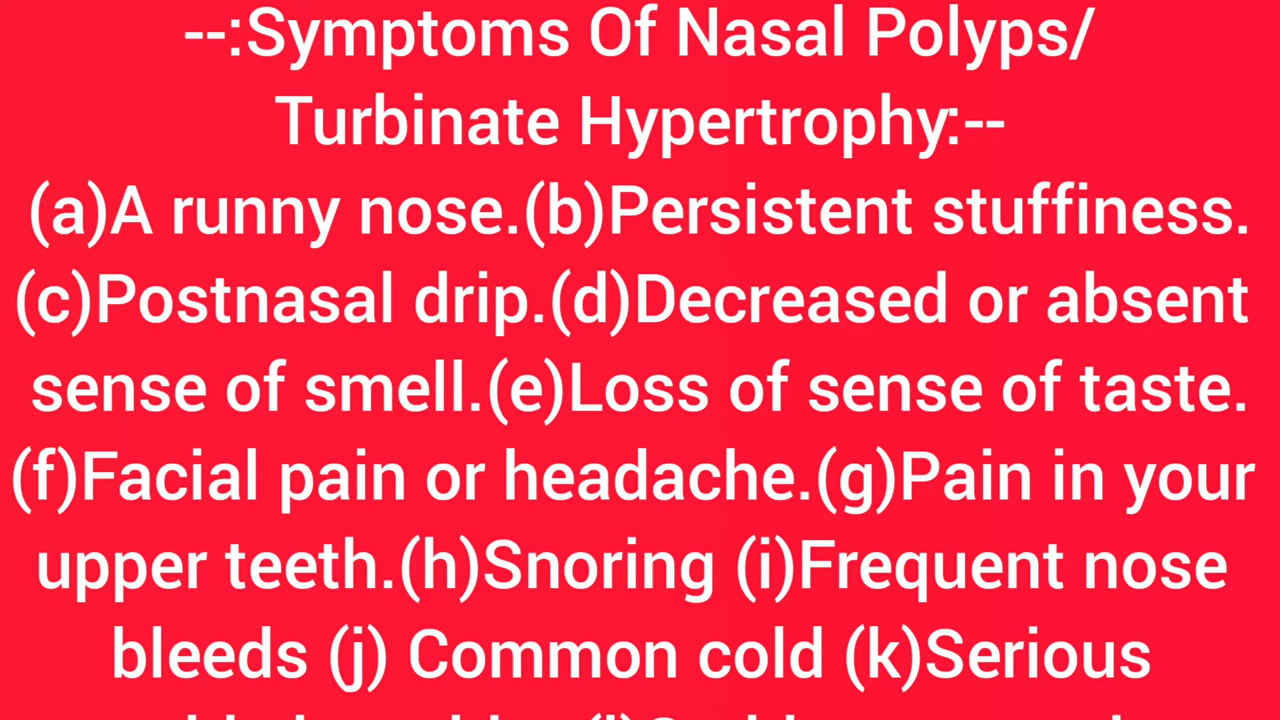 --:Symptoms Of Nasal Polyps/
Turbinate Hypertrophy:--
(a)A runny nose.(b)Persistent stuffiness.
(c)Postnasal drip.(d)Decreased or absent
sense of smell.(e)Loss of sense of taste.
(f)Facial pain or headache.(g)Pain in your
upper teeth.(h)Snoring (i)Frequent nose
bleeds (j) Common cold (k)Serious